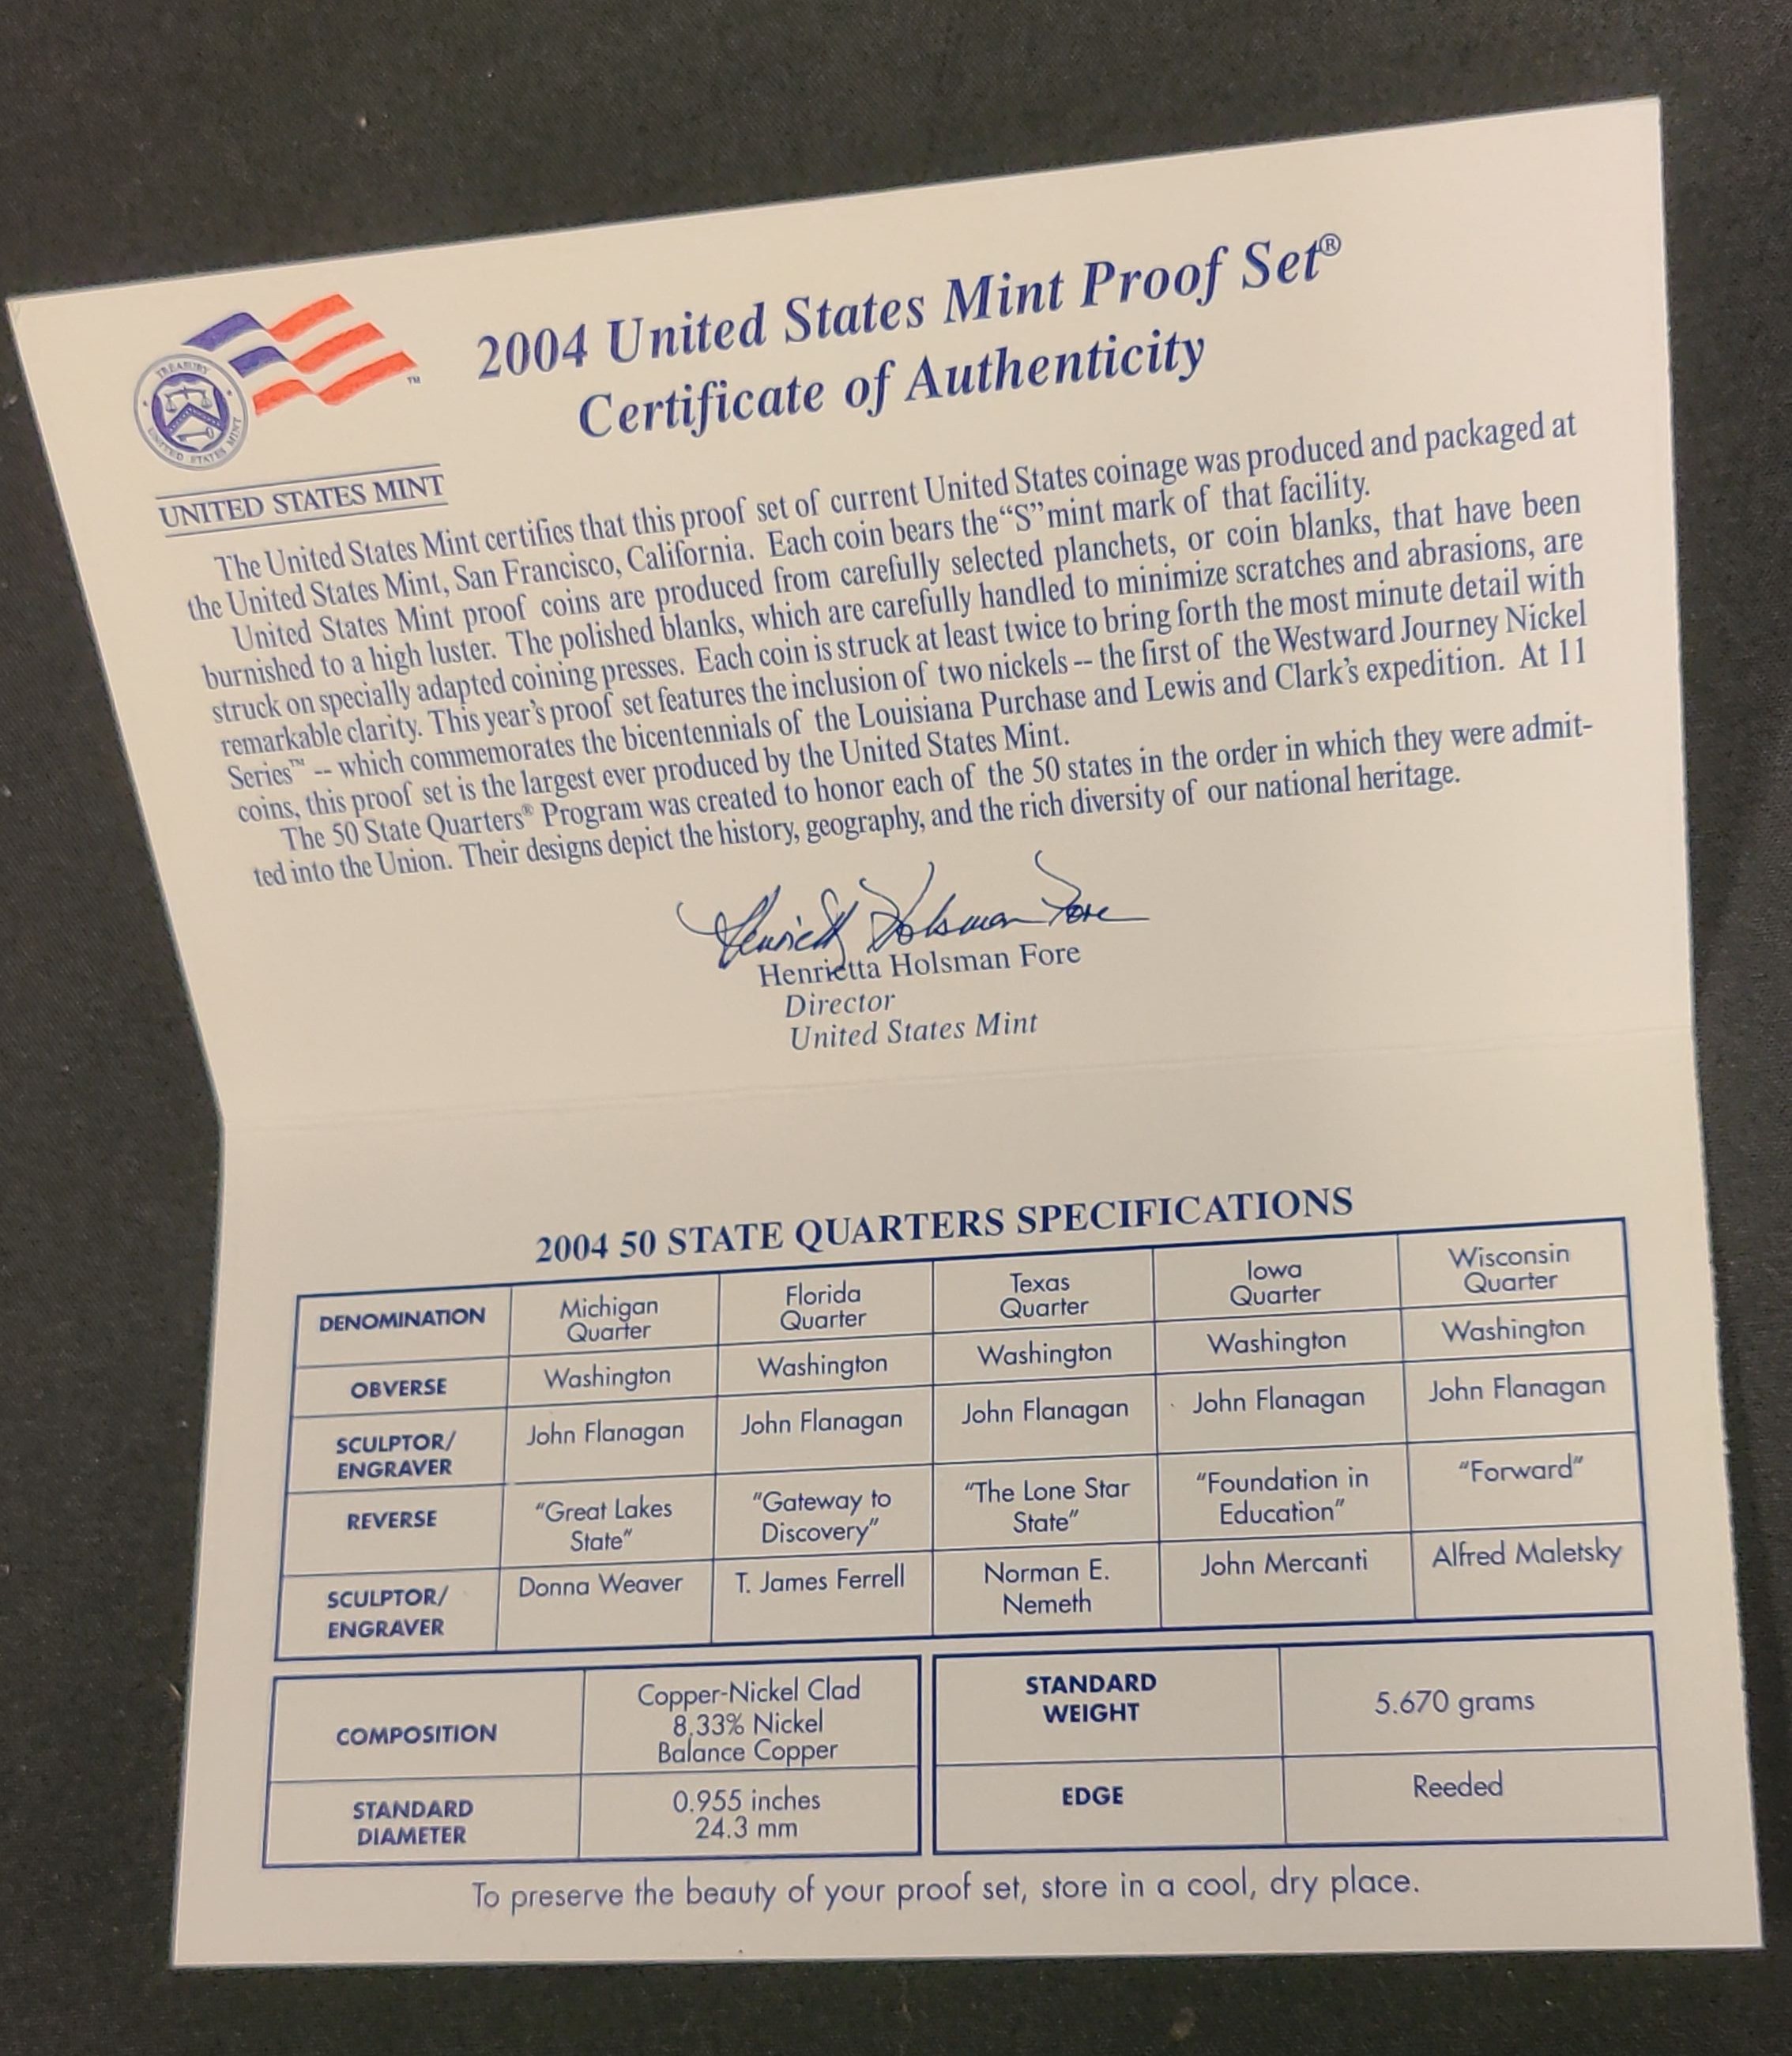 2004 United States Mint Proof Set®
Certificate of Authenticity
TREASURY
UNITED STATES MINT
TM
UNITED STATES MINT
The United States Mint certifies that this proof set of current United States coinage was produced and packaged at
the United States Mint, San Francisco, California. Each coin bears the "S" mint mark of that facility.
United States Mint proof coins are produced from carefully selected planchets, or coin blanks, that have been
burnished to a high luster. The polished blanks, which are carefully handled to minimize scratches and abrasions, are
struck on specially adapted coining presses. Each coin is struck at least twice to bring forth the most minute detail with
remarkable clarity. This year's proof set features the inclusion of two nickels -- the first of the Westward Journey Nickel
Series™ -- which commemorates the bicentennials of the Louisiana Purchase and Lewis and Clark's expedition. At 11
coins, this proof set is the largest ever produced by the United States Mint.
The 50 State Quarters® Program was created to honor each of the 50 states in the order in which they were admit-
ted into the Union. Their designs depict the history, geography, and the rich diversity of our national heritage.
Henrietta Holsman Fore
Henrietta Holsman Fore
Director
United States Mint
2004 50 STATE QUARTERS SPECIFICATIONS
DENOMINATION Michigan Quarter Florida Quarter Texas Quarter Iowa Quarter Wisconsin Quarter
OBVERSE Washington Washington Washington Washington Washington
SCULPTOR/ ENGRAVER John Flanagan John Flanagan John Flanagan John Flanagan John Flanagan
REVERSE "Great Lakes State" "Gateway to Discovery" "The Lone Star State" "Foundation in Education" "Forward"
SCULPTOR/ ENGRAVER Donna Weaver T. James Ferrell Norman E. Nemeth John Mercanti Alfred Maletsky
COMPOSITION
Copper-Nickel Clad
8.33% Nickel
Balance Copper
STANDARD WEIGHT
5.670 grams
STANDARD DIAMETER
0.955 inches
24.3 mm
EDGE
Reeded
To preserve the beauty of your proof set, store in a cool, dry place.